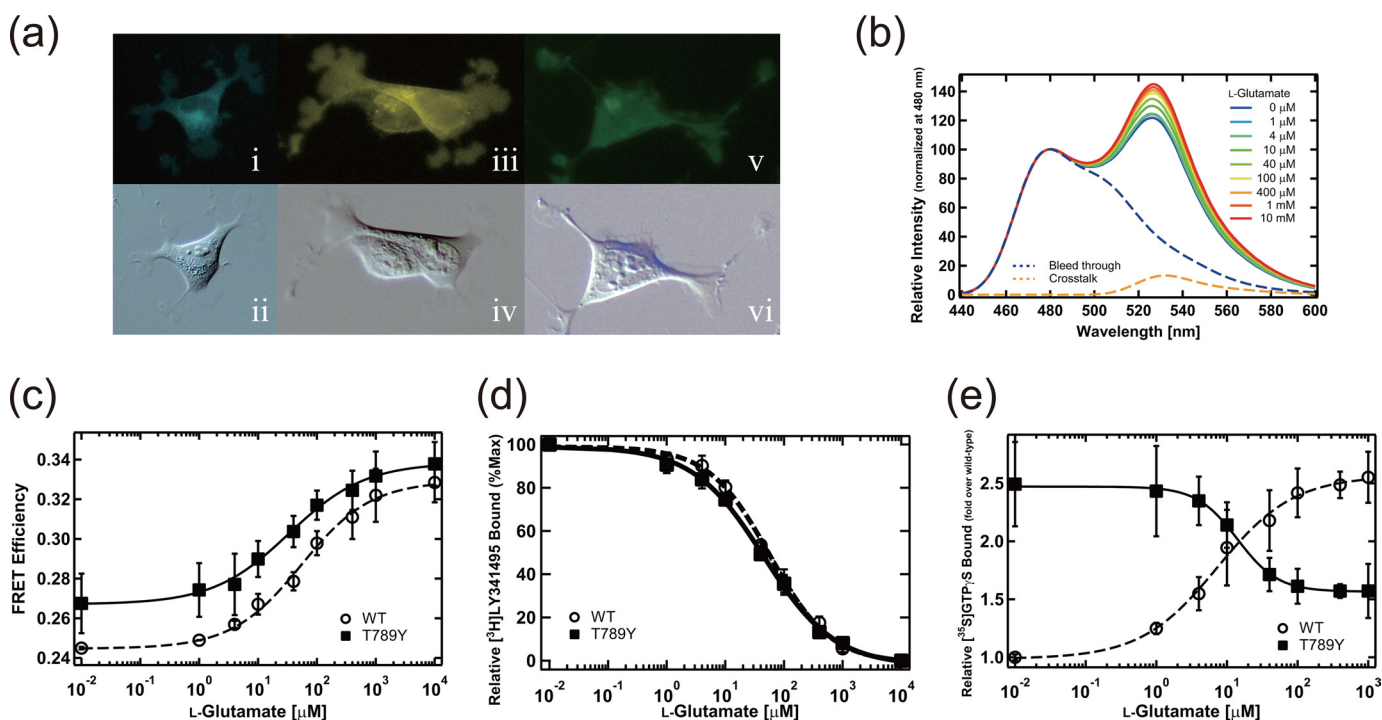 (a)
i
iii
v
ii
iv
vi
(b)
Relative Intensity (normalized at 480 nm)
140
120
100
80
60
40
20
0
440 460 480 500 520 540 560 580 600
Wavelength [nm]
L-Glutamate
0 μM
1 μM
4 μM
10 μM
40 μM
100 μM
400 μM
1 mM
10 mM
Bleed through
Crosstalk
(c)
FRET Efficiency
0.34
0.32
0.30
0.28
0.26
0.24
10⁻² 10⁻¹ 10⁰ 10¹ 10² 10³ 10⁴
L-Glutamate [μM]
WT
T789Y
(d)
Relative [³H]LY341495 Bound (%Max)
100
80
60
40
20
0
10⁻² 10⁻¹ 10⁰ 10¹ 10² 10³ 10⁴
L-Glutamate [μM]
WT
T789Y
(e)
Relative [³⁵S]GTPγS Bound (fold over wild-type)
2.5
2.0
1.5
1.0
10⁻² 10⁻¹ 10⁰ 10¹ 10² 10³
L-Glutamate [μM]
WT
T789Y